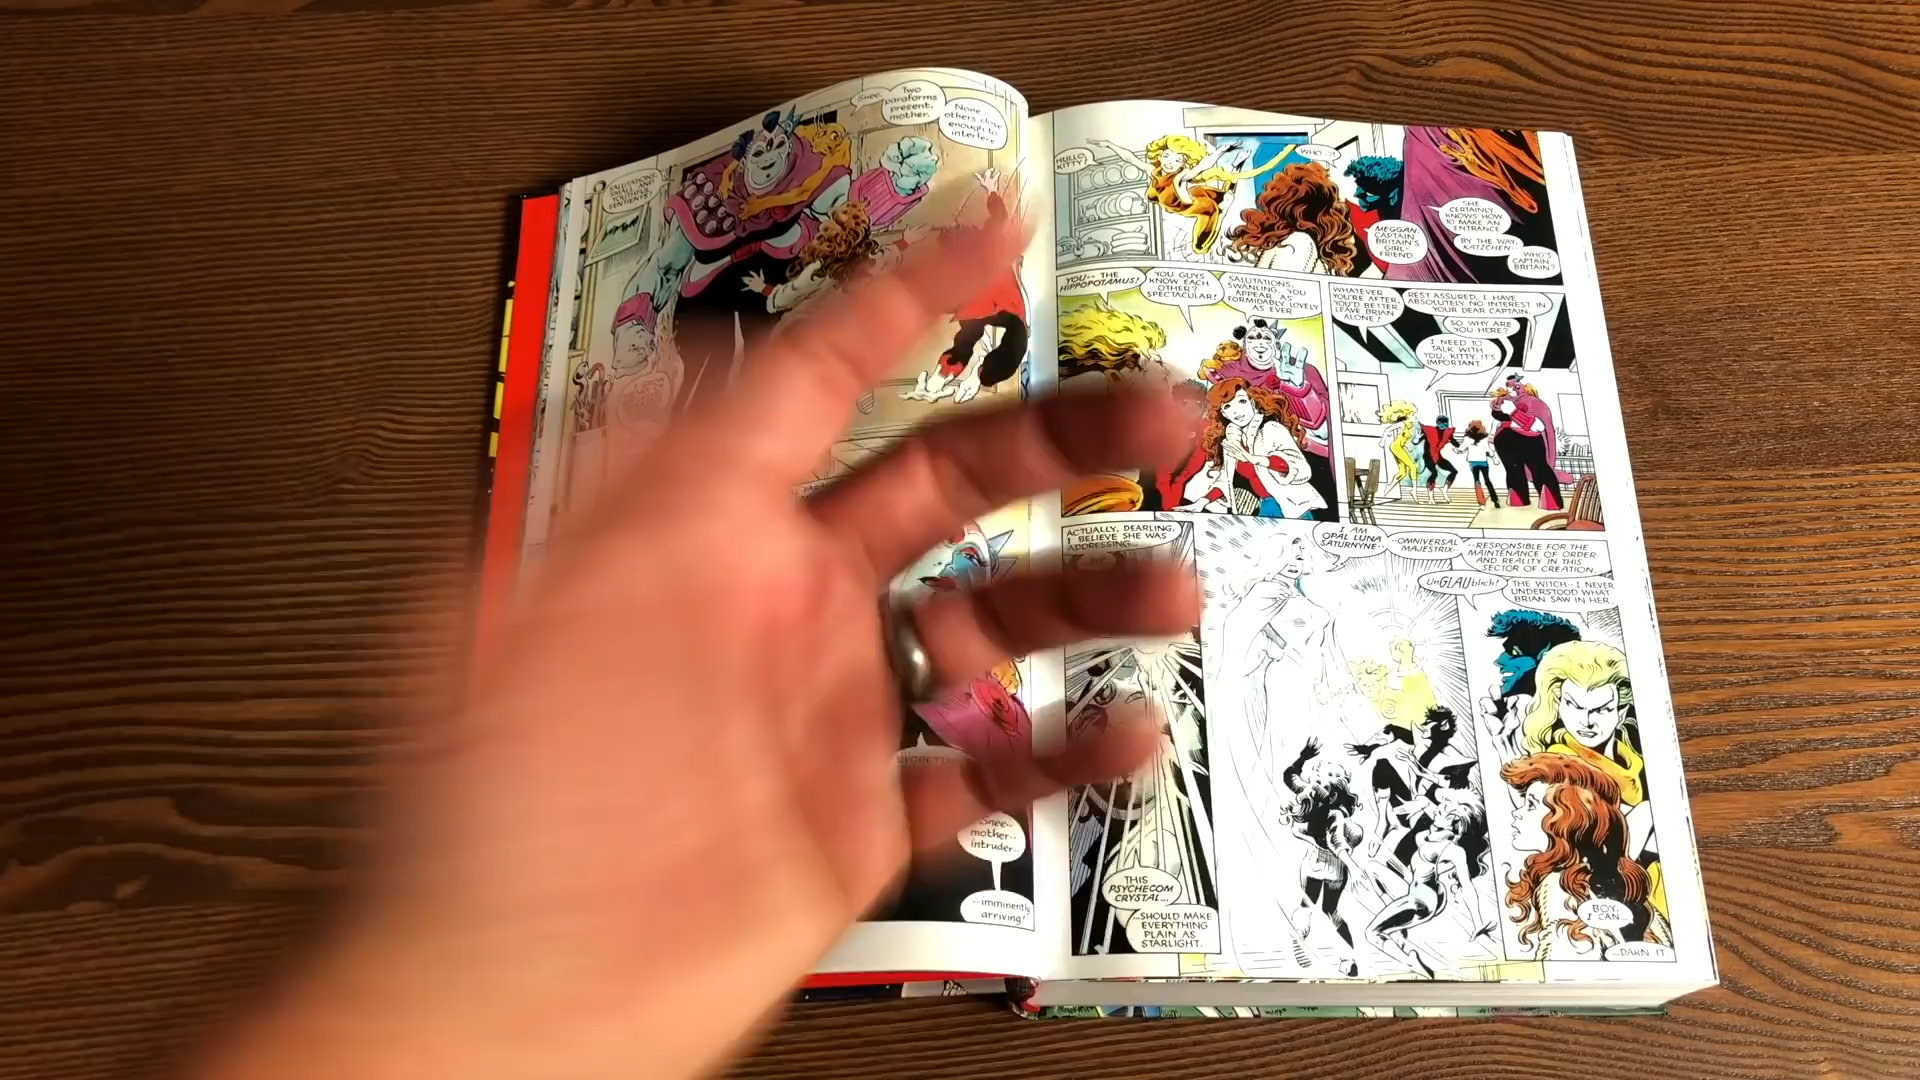 Snee.
Two
paraforms
present,
mother.
None
others close
enough to
interfere
SALUTATIONS,
SMALL AND
YOUTHFUL
SENTIENTS
Snee--
mother--
intruder--
--imminently
arriving!
HULLO,
KITTY!
WHO--?!
MEGGAN,
CAPTAIN
BRITAIN'S
GIRL-
FRIEND.
SHE
CERTAINLY
KNOWS HOW
TO MAKE AN
ENTRANCE
BY THE WAY,
KATZCHEN--
WHO'S
CAPTAIN
BRITAIN?
YOU-- THE
HIPPOPOTAMUS!
YOU GUYS
KNOW EACH
OTHER?
SPECTACULAR!
SALUTATIONS,
SWANLING. YOU
APPEAR AS
FORMIDABLY LOVELY
AS EVER
WHATEVER
YOU'RE AFTER,
YOU'D BETTER
LEAVE BRIAN
ALONE!
REST ASSURED, I HAVE
ABSOLUTELY NO INTEREST IN
YOUR DEAR CAPTAIN.
SO WHY ARE
YOU HERE?
I NEED TO
TALK WITH
YOU, KITTY. IT'S
IMPORTANT.
ACTUALLY, DEARLING,
I BELIEVE SHE WAS
ADDRESSING...
THIS
PSYCHECOM
CRYSTAL...
...SHOULD MAKE
EVERYTHING
PLAIN AS
STARLIGHT.
I AM
OPAL LUNA
SATURNYNE--
--OMNIVERSAL
MAJESTRIX--
--RESPONSIBLE FOR THE
MAINTENANCE OF ORDER
AND REALITY IN THIS
SECTOR OF CREATION.
UnGLAUblich!
THE WITCH-- I NEVER
UNDERSTOOD WHAT
BRIAN SAW IN HER.
BOY,
I CAN...
...DARN IT.